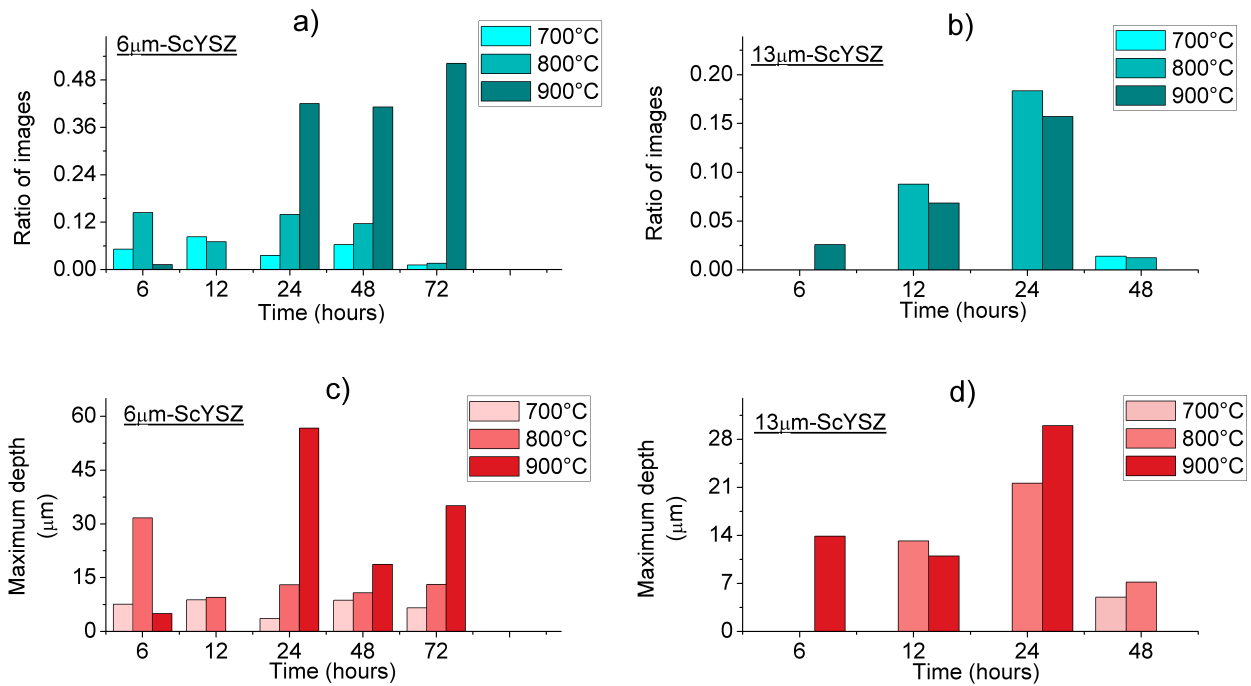 a)
6μm-ScYSZ
700°C
800°C
900°C
Ratio of images
0.48
0.36
0.24
0.12
0.00
6 12 24 48 72
Time (hours)
b)
13μm-ScYSZ
700°C
800°C
900°C
Ratio of images
0.20
0.15
0.10
0.05
0.00
6 12 24 48
Time (hours)
c)
6μm-ScYSZ
700°C
800°C
900°C
Maximum depth
(μm)
60
45
30
15
0
6 12 24 48 72
Time (hours)
d)
13μm-ScYSZ
700°C
800°C
900°C
Maximum depth
(μm)
28
21
14
7
0
6 12 24 48
Time (hours)